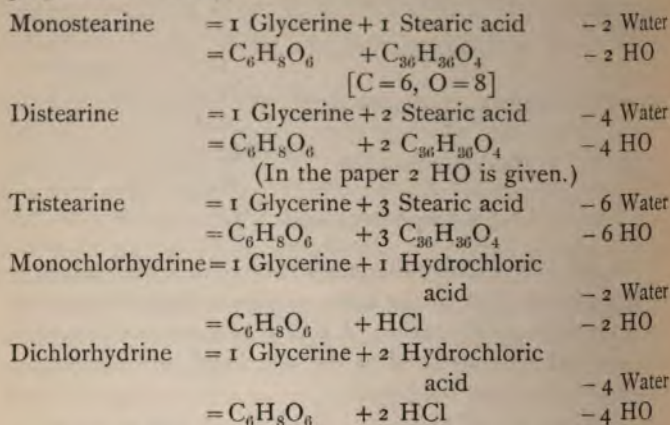 Monostearine = 1 Glycerine + 1 Stearic acid − 2 Water
= C₆H₈O₆ + C₃₆H₃₆O₄ − 2 HO
[C = 6, O = 8]
Distearine = 1 Glycerine + 2 Stearic acid − 4 Water
= C₆H₈O₆ + 2 C₃₆H₃₆O₄ − 4 HO
(In the paper 2 HO is given.)
Tristearine = 1 Glycerine + 3 Stearic acid − 6 Water
= C₆H₈O₆ + 3 C₃₆H₃₆O₄ − 6 HO
Monochlorhydrine = 1 Glycerine + 1 Hydrochloric
acid − 2 Water
= C₆H₈O₆ + HCl − 2 HO
Dichlorhydrine = 1 Glycerine + 2 Hydrochloric
acid − 4 Water
= C₆H₈O₆ + 2 HCl − 4 HO